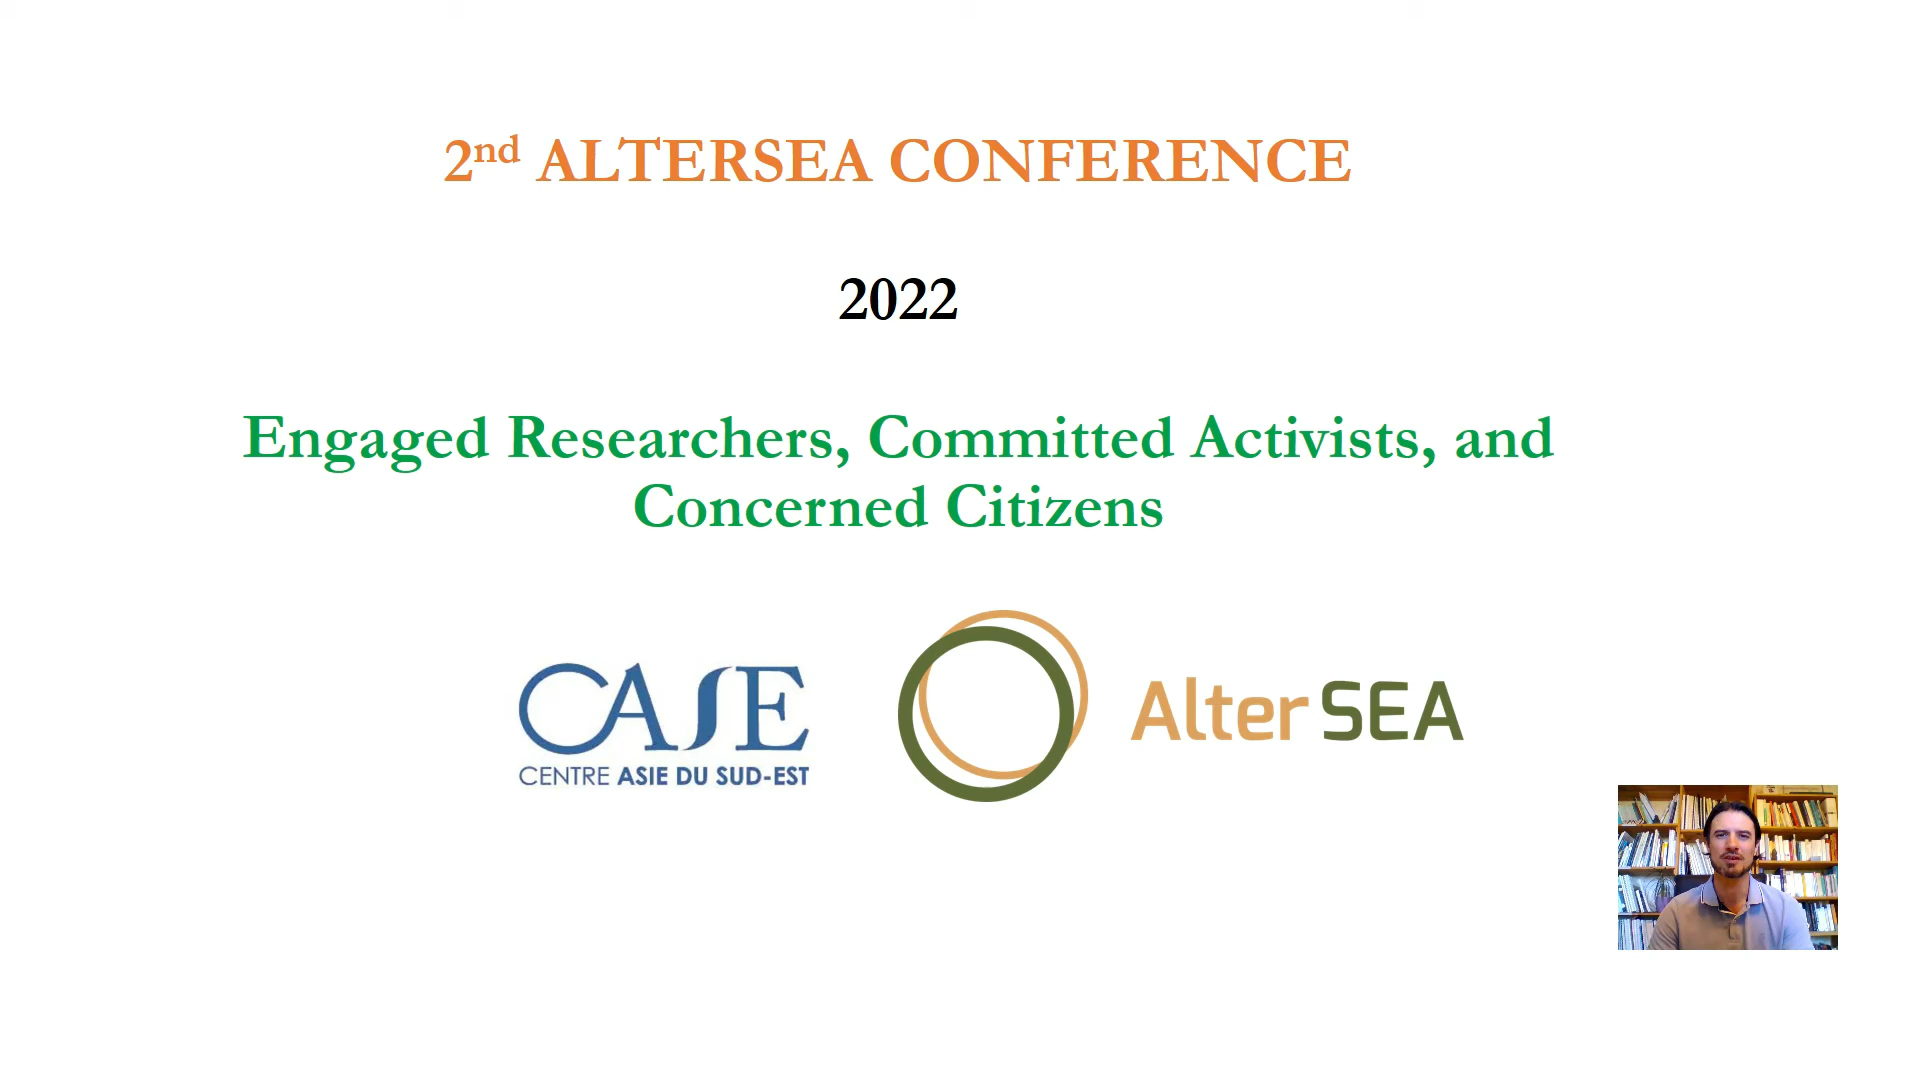 2nd ALTERSEA CONFERENCE
2022
Engaged Researchers, Committed Activists, and
Concerned Citizens
CASE
CENTRE ASIE DU SUD-EST
Alter SEA